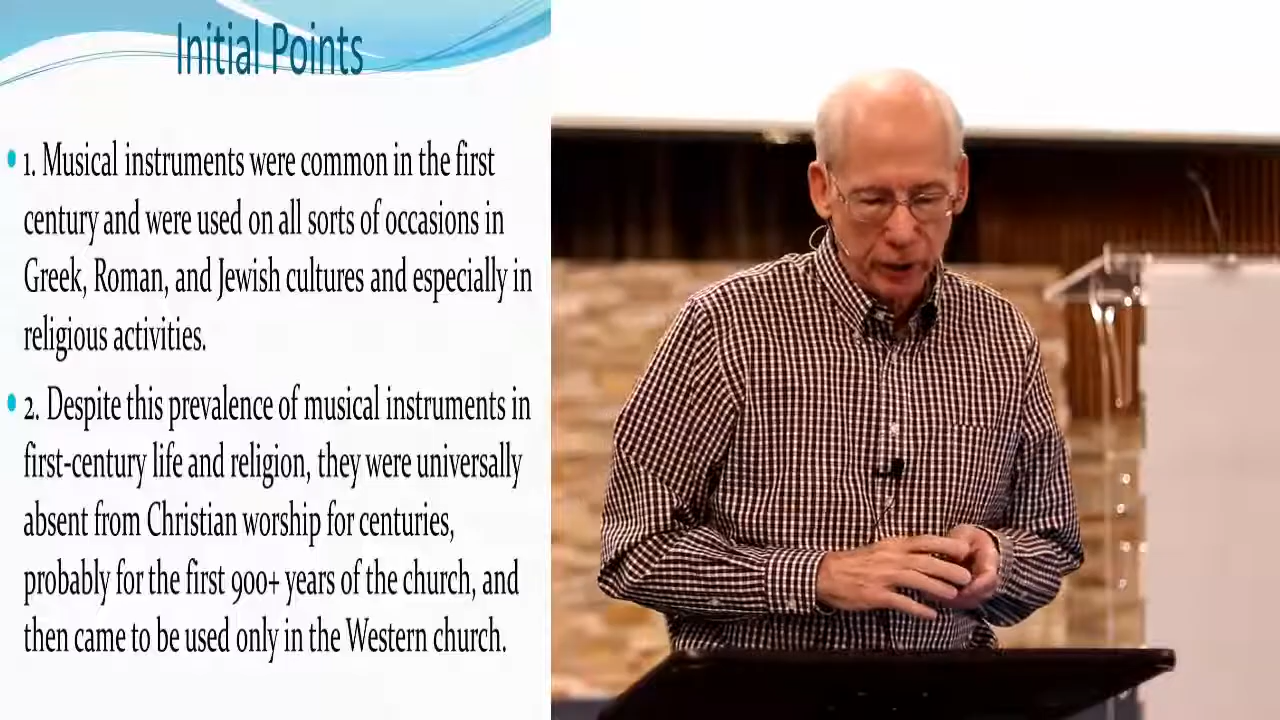 Initial Points
• 1. Musical instruments were common in the first
century and were used on all sorts of occasions in
Greek, Roman, and Jewish cultures and especially in
religious activities.
• 2. Despite this prevalence of musical instruments in
first-century life and religion, they were universally
absent from Christian worship for centuries,
probably for the first 900+ years of the church, and
then came to be used only in the Western church.